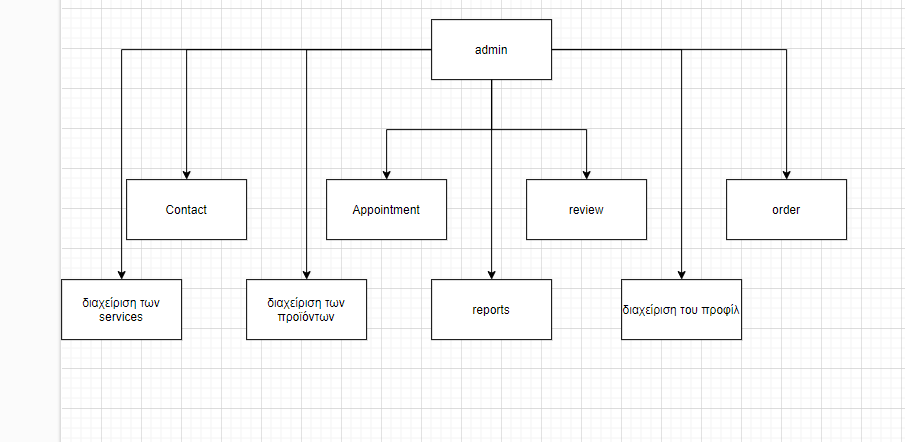 admin
Contact
Appointment
review
order
διαχείριση των
services
διαχείριση των
προϊόντων
reports
διαχείριση του προφίλ